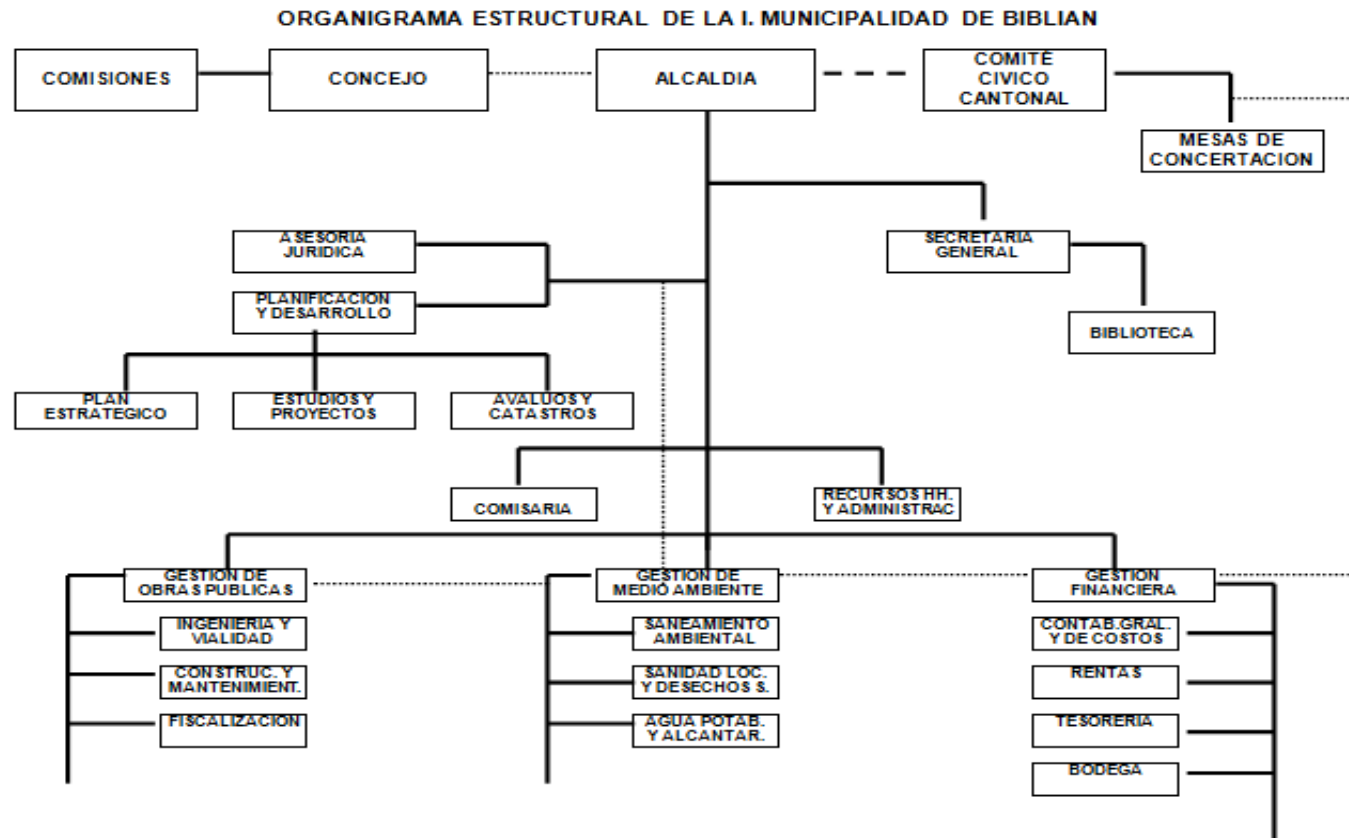 ORGANIGRAMA ESTRUCTURAL DE LA I. MUNICIPALIDAD DE BIBLIAN
COMISIONES
CONCEJO
ALCALDIA
COMITÉ
CIVICO
CANTONAL
MESAS DE
CONCERTACION
ASESORIA
JURIDICA
SECRETARIA
GENERAL
PLANIFICACION
Y DESARROLLO
BIBLIOTECA
PLAN
ESTRATEGICO
ESTUDIOS Y
PROYECTOS
AVALUOS Y
CATASTROS
COMISARIA
RECURSOS HH.
Y ADMINISTRAC
GESTION DE
OBRAS PUBLICAS
GESTION DE
MEDIO AMBIENTE
GESTION
FINANCIERA
INGENIERIA Y
VIALIDAD
SANEAMIENTO
AMBIENTAL
CONTAB.GRAL.
Y DE COSTOS
CONSTRUC. Y
MANTENIMIENT.
SANIDAD LOC.
Y DESECHOS S.
RENTAS
FISCALIZACION
AGUA POTAB.
Y ALCANTAR.
TESORERIA
BODEGA